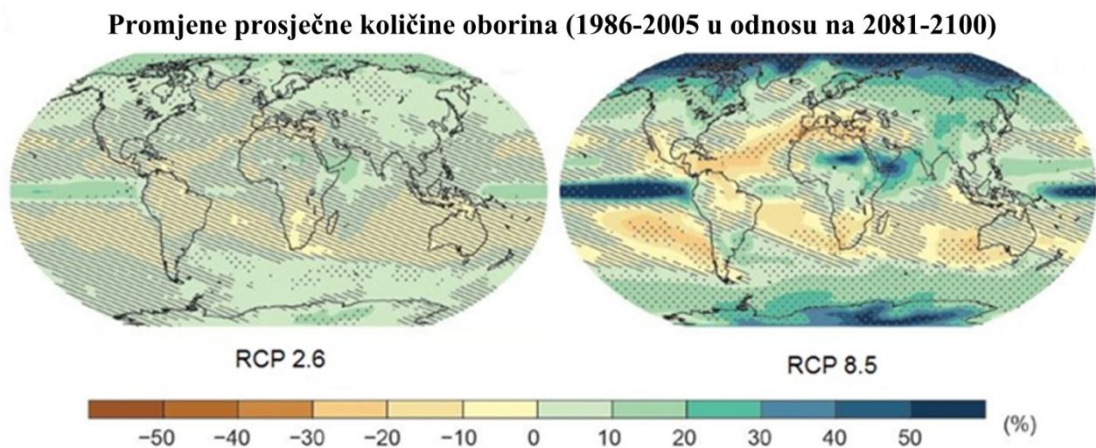 Promjene prosječne količine oborina (1986-2005 u odnosu na 2081-2100)
RCP 2.6
RCP 8.5
−50 −40 −30 −20 −10 0 10 20 30 40 50 (%)